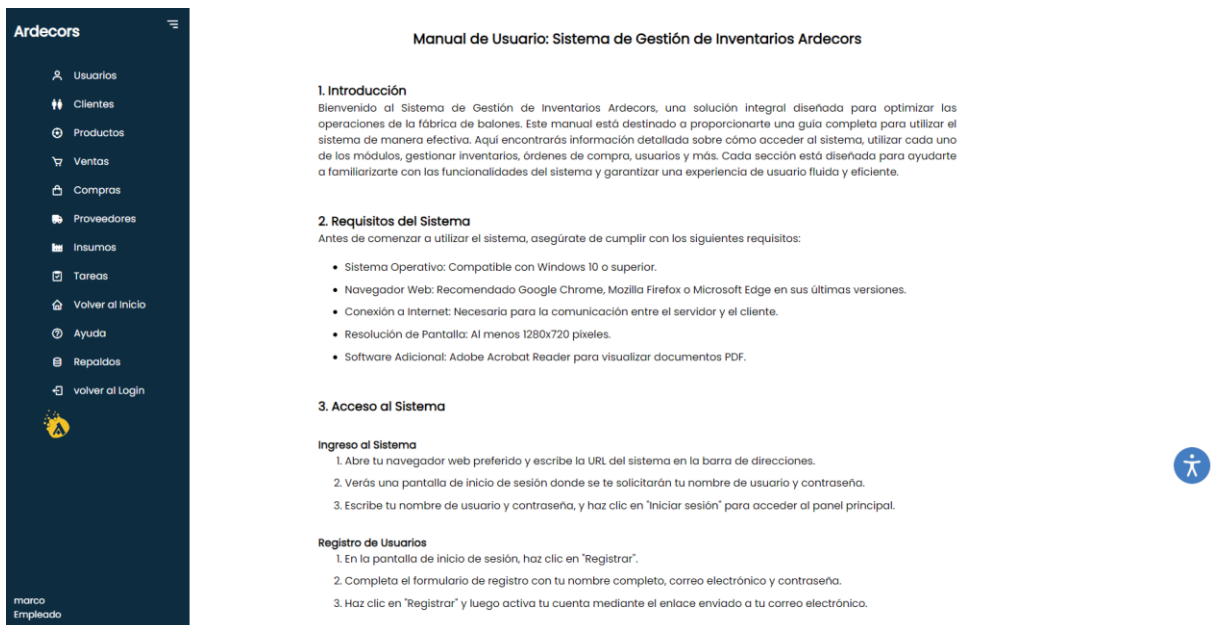 Ardecors
Usuarios
Clientes
Productos
Ventas
Compras
Proveedores
Insumos
Tareas
Volver al Inicio
Ayuda
Repaldos
volver al Login
marco
Empleado
Manual de Usuario: Sistema de Gestión de Inventarios Ardecors
1. Introducción
Bienvenido al Sistema de Gestión de Inventarios Ardecors, una solución integral diseñada para optimizar las
operaciones de la fábrica de balones. Este manual está destinado a proporcionarte una guía completa para utilizar el
sistema de manera efectiva. Aquí encontrarás información detallada sobre cómo acceder al sistema, utilizar cada uno
de los módulos, gestionar inventarios, órdenes de compra, usuarios y más. Cada sección está diseñada para ayudarte
a familiarizarte con las funcionalidades del sistema y garantizar una experiencia de usuario fluida y eficiente.
2. Requisitos del Sistema
Antes de comenzar a utilizar el sistema, asegúrate de cumplir con los siguientes requisitos:
• Sistema Operativo: Compatible con Windows 10 o superior.
• Navegador Web: Recomendado Google Chrome, Mozilla Firefox o Microsoft Edge en sus últimas versiones.
• Conexión a Internet: Necesaria para la comunicación entre el servidor y el cliente.
• Resolución de Pantalla: Al menos 1280x720 píxeles.
• Software Adicional: Adobe Acrobat Reader para visualizar documentos PDF.
3. Acceso al Sistema
Ingreso al Sistema
1. Abre tu navegador web preferido y escribe la URL del sistema en la barra de direcciones.
2. Verás una pantalla de inicio de sesión donde se te solicitarán tu nombre de usuario y contraseña.
3. Escribe tu nombre de usuario y contraseña, y haz clic en "Iniciar sesión" para acceder al panel principal.
Registro de Usuarios
1. En la pantalla de inicio de sesión, haz clic en "Registrar".
2. Completa el formulario de registro con tu nombre completo, correo electrónico y contraseña.
3. Haz clic en "Registrar" y luego activa tu cuenta mediante el enlace enviado a tu correo electrónico.